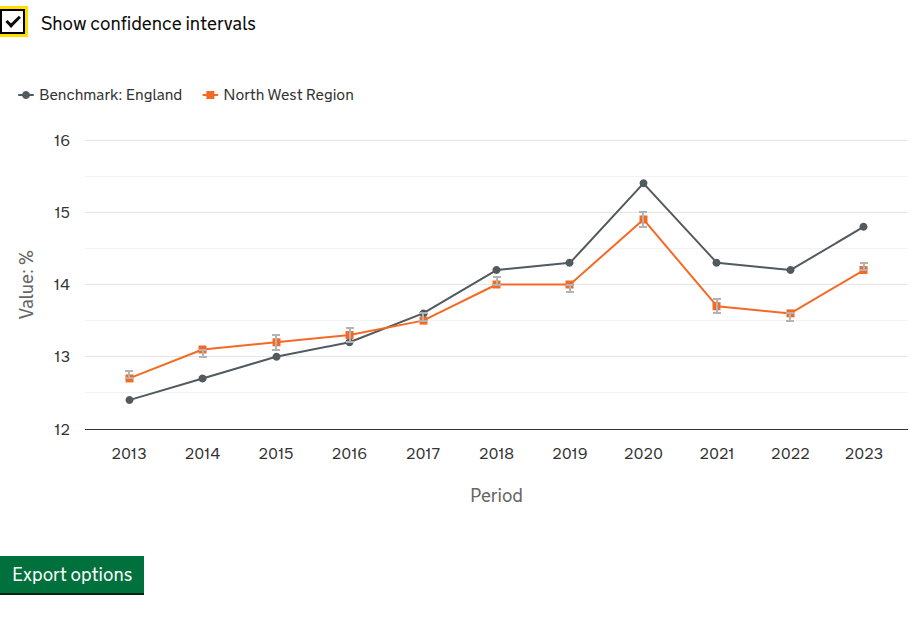 Show confidence intervals
Benchmark: England North West Region
16
15
14
13
12
Value: %
2013 2014 2015 2016 2017 2018 2019 2020 2021 2022 2023
Period
Export options